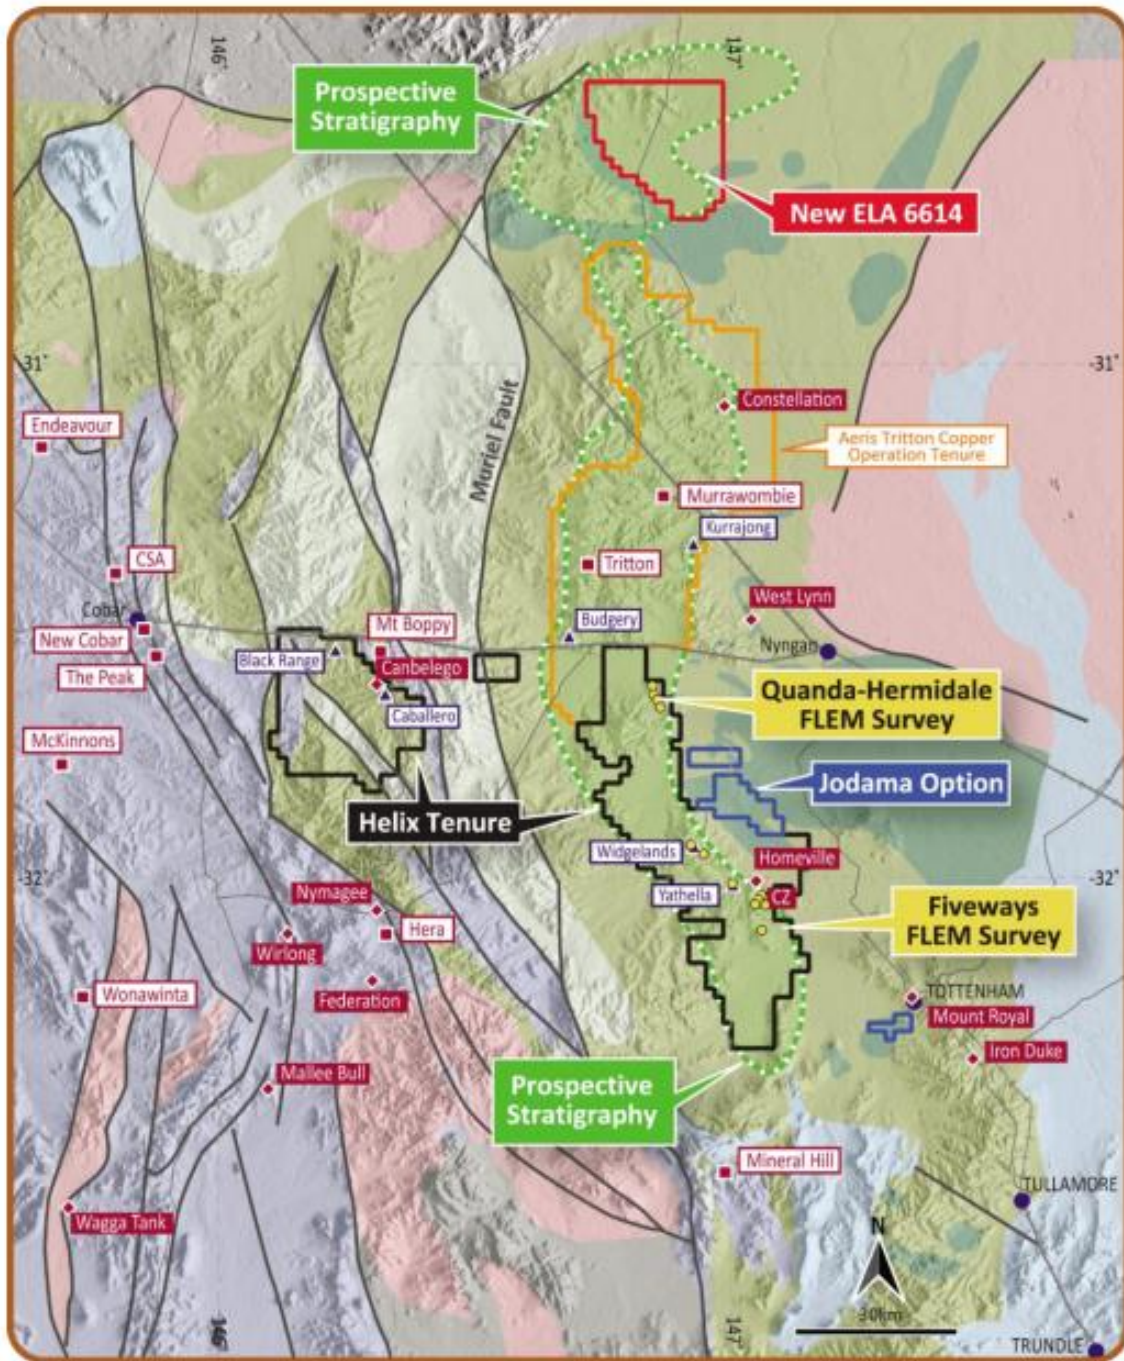 146°
147°
Prospective
Stratigraphy
New ELA 6614
-31°
-31°
Muriel Fault
Constellation
Endeavour
Aeris Tritton Copper
Operation Tenure
Murrawombie
Kurrajong
CSA
Tritton
Cobar
West Lynn
Budgery
Mt Boppy
New Cobar
Nyngan
Black Range
Canbelego
The Peak
Quanda-Hermidale
FLEM Survey
Caballero
McKinnons
Jodama Option
Helix Tenure
Widgelands
Homeville
-32°
-32°
Yathella
CZ
Nymagee
Fiveways
FLEM Survey
Hera
Wirlong
Wonawinta
Federation
TOTTENHAM
Mount Royal
Iron Duke
Mallee Bull
Prospective
Stratigraphy
Mineral Hill
TULLAMORE
Wagga Tank
N
30km
146°
147°
TRUNDLE